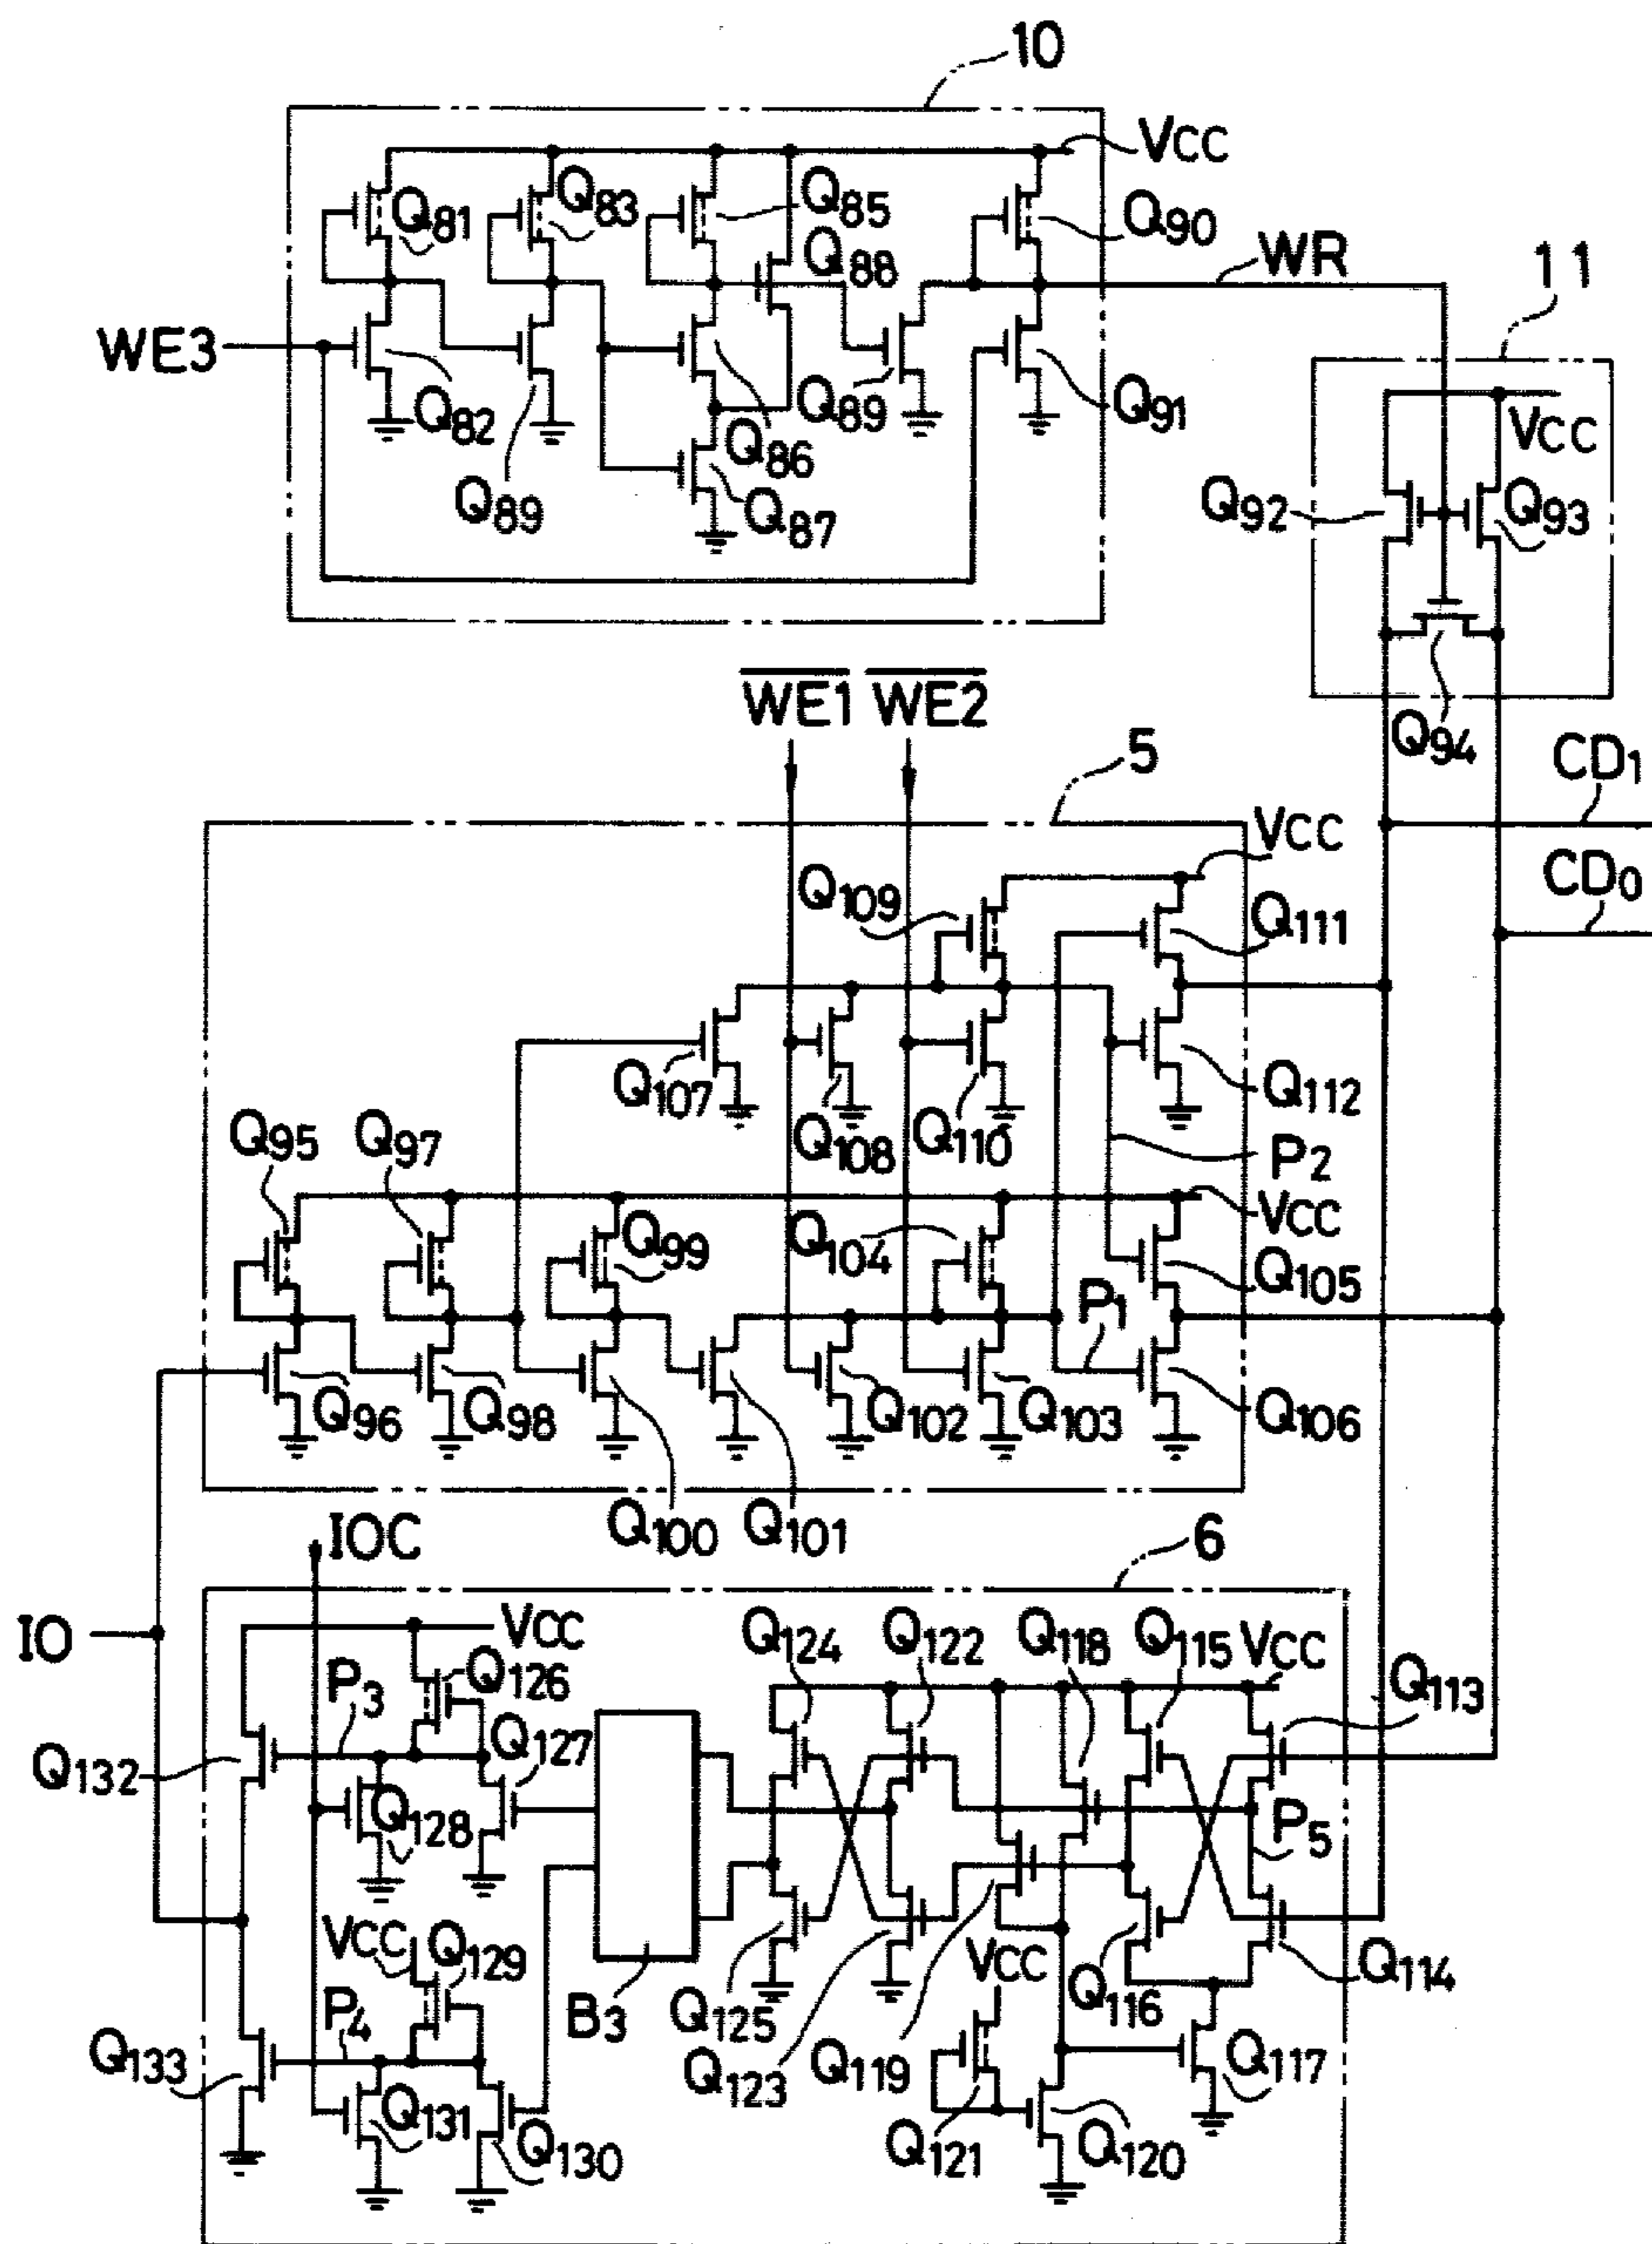 10
VCC
Q81
Q83
Q85
Q88
Q90
WR
11
WE3
Q82
Q89
Q86
Q87
Q89
Q91
VCC
Q92
Q93
Q94
WE1 WE2
5
CD1
CD0
VCC
Q109
Q111
Q107
Q108
Q110
Q112
P2
Q95
Q97
Q99
Q104
VCC
Q105
P1
Q96
Q98
Q102
Q103
Q106
Q100
Q101
IOC
6
IO
VCC
Q124
Q122
Q118
Q115
VCC
Q113
P3
Q126
Q127
Q132
Q128
P5
VCC
Q129
B3
Q125
Q123
Q119
VCC
Q116
Q114
P4
Q133
Q131
Q130
Q121
Q120
Q117